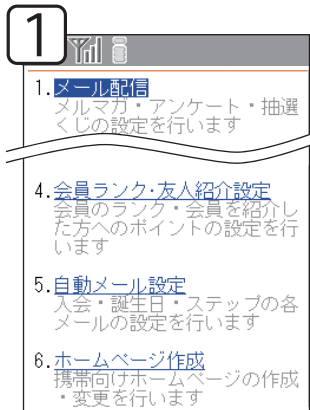 1
1.メール配信
メルマガ・アンケート・抽選
くじの設定を行います
4.会員ランク・友人紹介設定
会員のランク・会員を紹介し
た方へのポイントの設定を行
います
5.自動メール設定
入会・誕生日・ステップの各
メールの設定を行います
6.ホームページ作成
携帯向けホームページの作成
・変更を行います